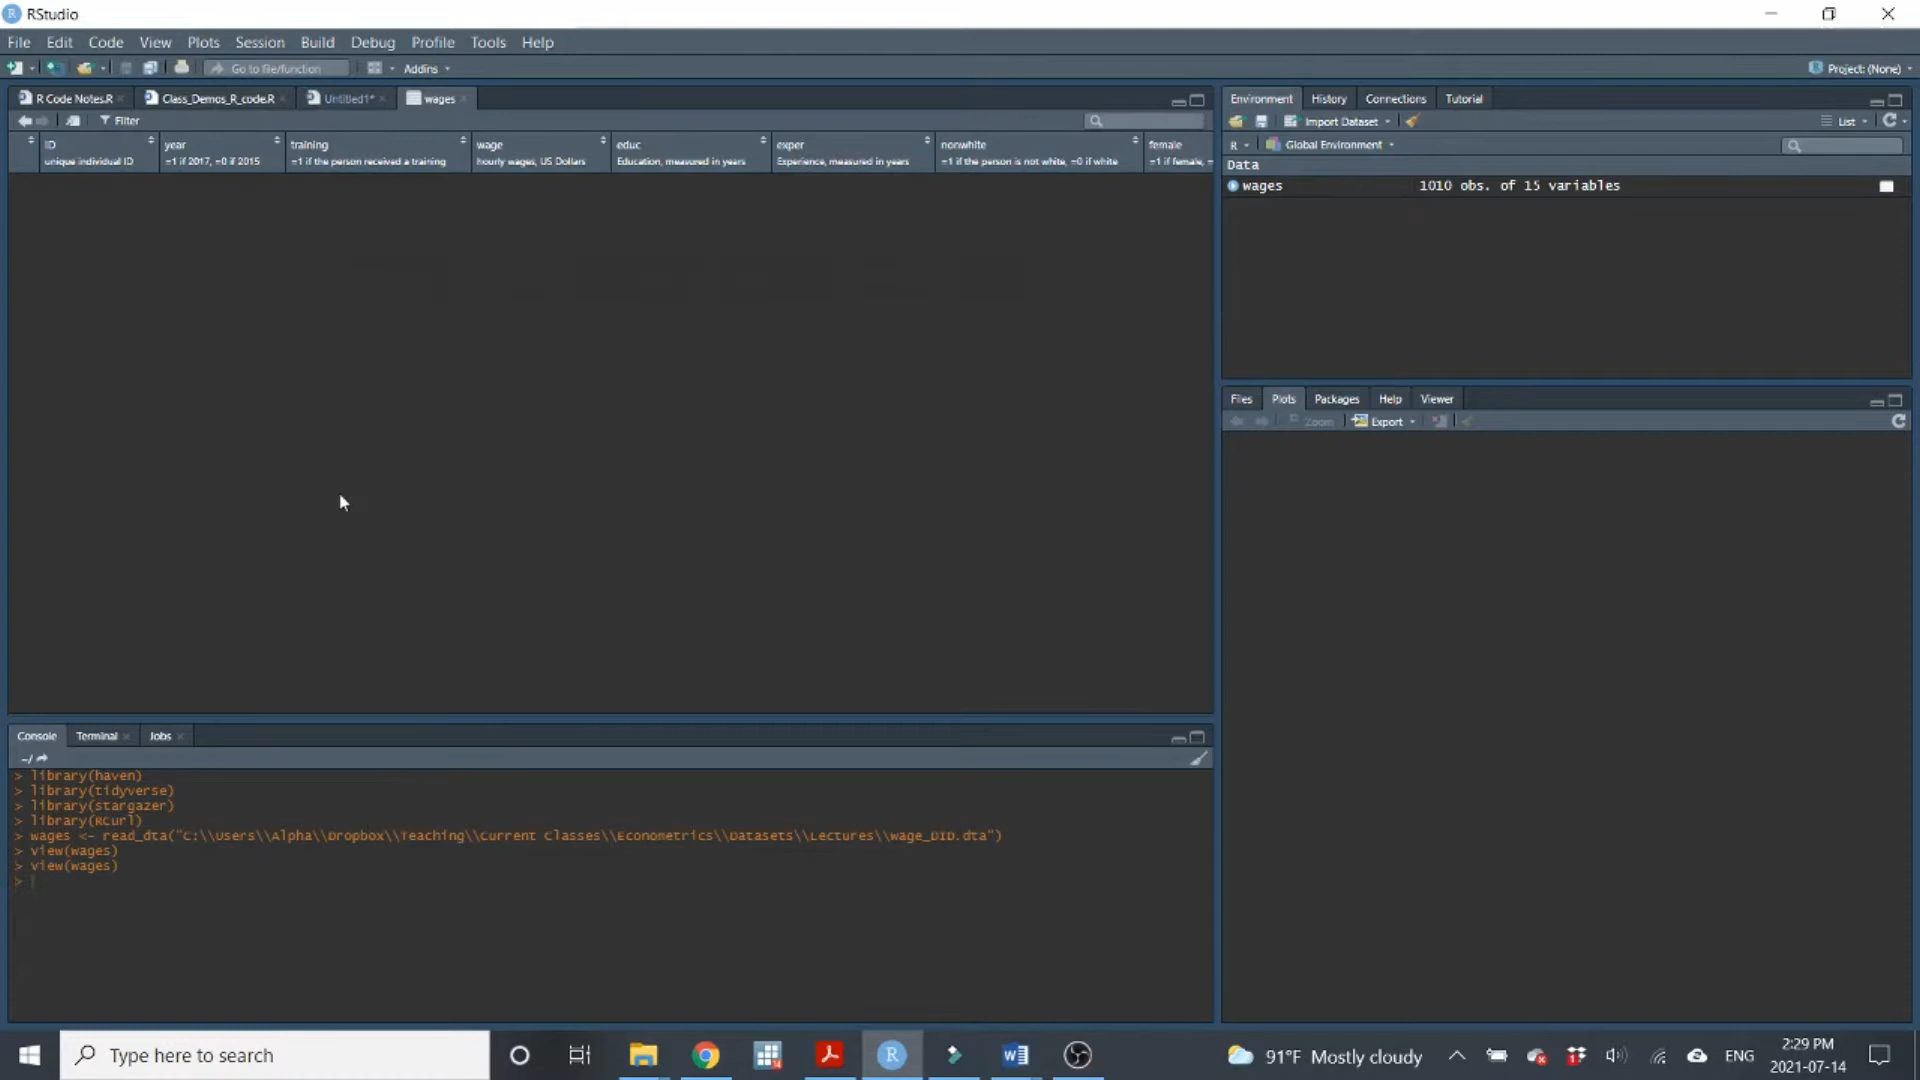 RStudio
File Edit Code View Plots Session Build Debug Profile Tools Help
Go to file/function Addins Project: (None)
R Code Notes.R Class_Demos_R_code.R Untitled1* wages
Filter
ID year training wage educ exper nonwhite female
unique individual ID =1 if 2017, =0 if 2015 =1 if the person received a training hourly wages, US Dollars Education, measured in years Experience, measured in years =1 if the person is not white, =0 if white =1 if female, =
Environment History Connections Tutorial
Import Dataset List
R Global Environment
Data
wages 1010 obs. of 15 variables
Files Plots Packages Help Viewer
Zoom Export
Console Terminal Jobs
~/
> library(haven)
> library(tidyverse)
> library(stargazer)
> library(RCurl)
> wages <- read_dta("C:\\Users\\Alpha\\Dropbox\\Teaching\\Current Classes\\Econometrics\\Datasets\\Lectures\\wage_DID.dta")
> view(wages)
> view(wages)
>
Type here to search
91°F Mostly cloudy
ENG
2:29 PM
2021-07-14